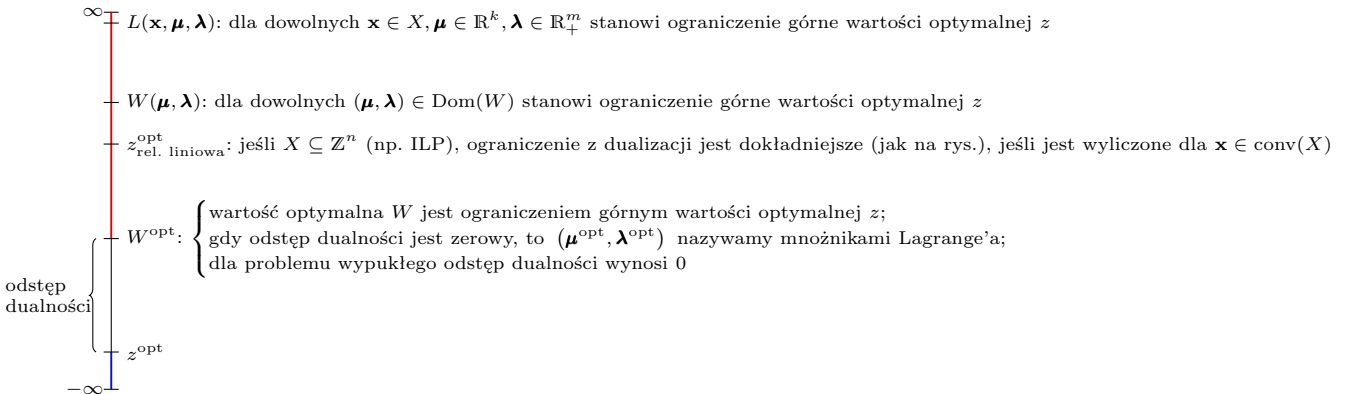 ∞
L(𝐱, 𝝁, 𝝀): dla dowolnych 𝐱 ∈ X, 𝝁 ∈ ℝᵏ, 𝝀 ∈ ℝ₊ᵐ stanowi ograniczenie górne wartości optymalnej z
W(𝝁, 𝝀): dla dowolnych (𝝁, 𝝀) ∈ Dom(W) stanowi ograniczenie górne wartości optymalnej z
z^opt_rel. liniowa: jeśli X ⊆ ℤⁿ (np. ILP), ograniczenie z dualizacji jest dokładniejsze (jak na rys.), jeśli jest wyliczone dla 𝐱 ∈ conv(X)
wartość optymalna W jest ograniczeniem górnym wartości optymalnej z;
W^opt: { gdy odstęp dualności jest zerowy, to (𝝁^opt, 𝝀^opt) nazywamy mnożnikami Lagrange'a;
dla problemu wypukłego odstęp dualności wynosi 0
odstęp
dualności
z^opt
−∞